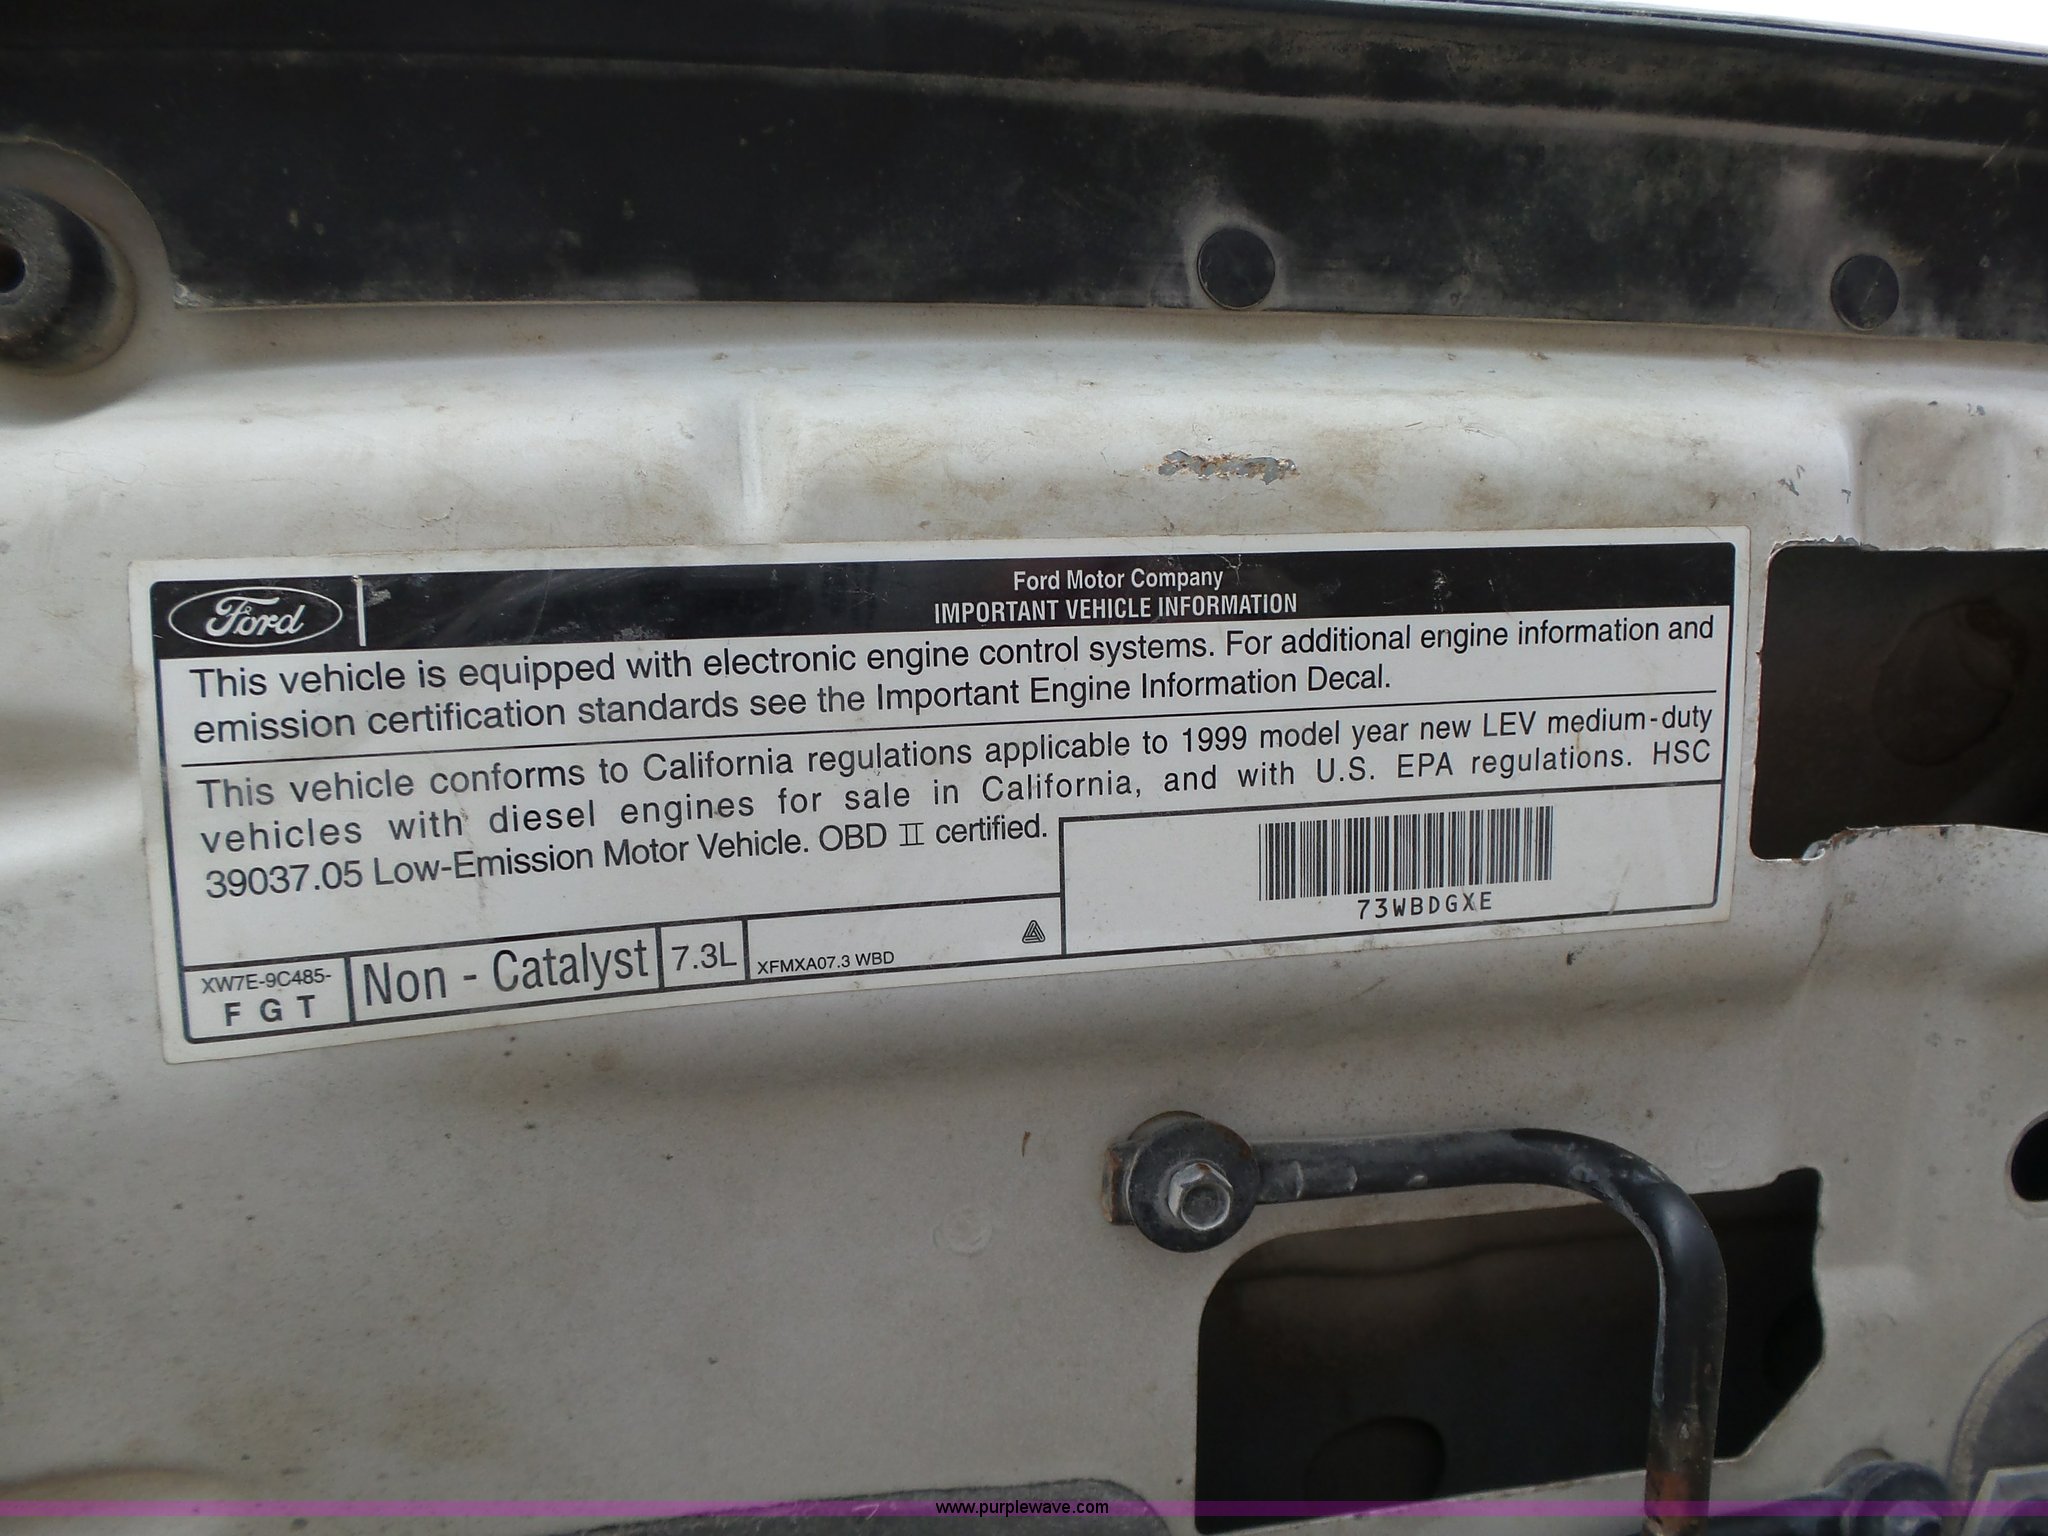 Ford
Ford Motor Company
IMPORTANT VEHICLE INFORMATION
This vehicle is equipped with electronic engine control systems. For additional engine information and
emission certification standards see the Important Engine Information Decal.
This vehicle conforms to California regulations applicable to 1999 model year new LEV medium-duty
vehicles with diesel engines for sale in California, and with U.S. EPA regulations. HSC
39037.05 Low-Emission Motor Vehicle. OBD II certified.
73WBDGXE
XW7E-9C485-
F G T
Non - Catalyst
7.3L
XFMXA07.3 WBD
www.purplewave.com